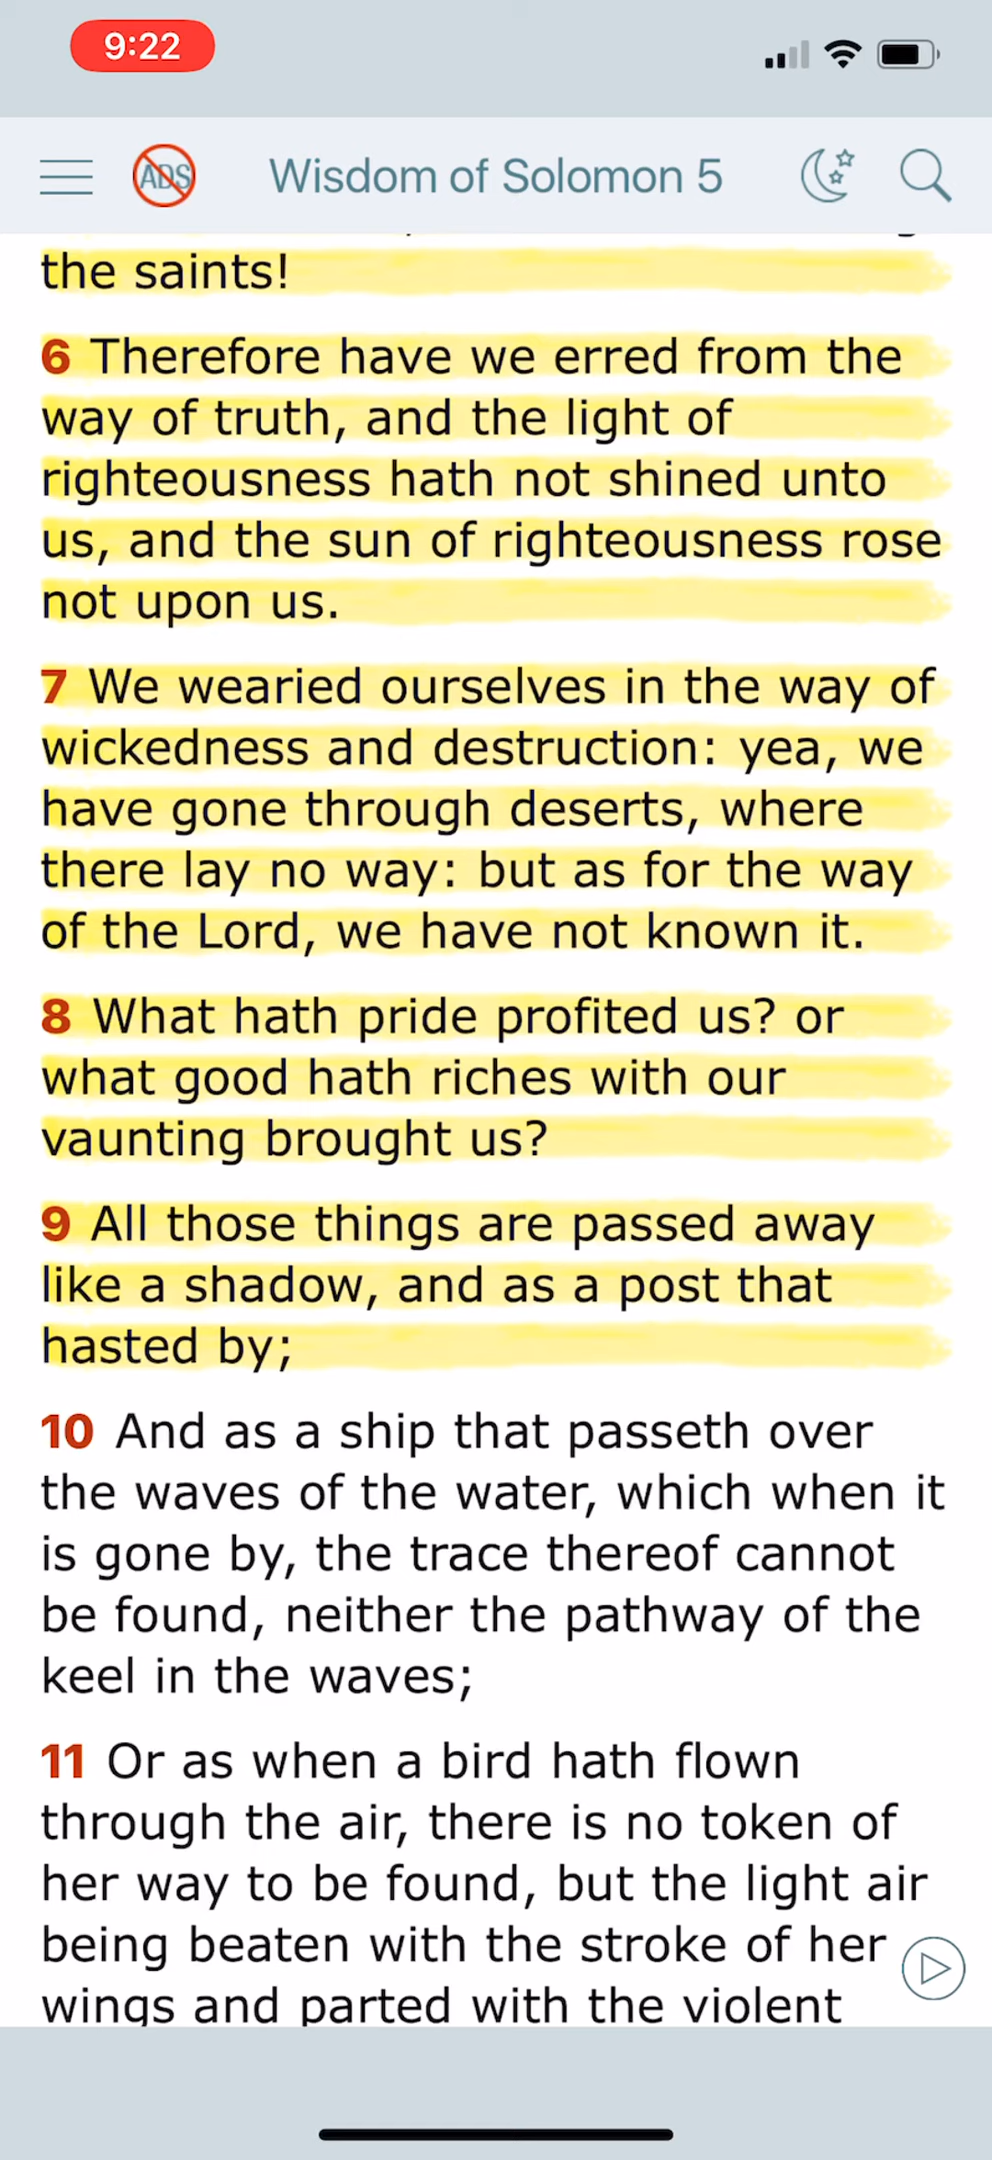 9:22
ADS
Wisdom of Solomon 5
the saints!
6 Therefore have we erred from the
way of truth, and the light of
righteousness hath not shined unto
us, and the sun of righteousness rose
not upon us.
7 We wearied ourselves in the way of
wickedness and destruction: yea, we
have gone through deserts, where
there lay no way: but as for the way
of the Lord, we have not known it.
8 What hath pride profited us? or
what good hath riches with our
vaunting brought us?
9 All those things are passed away
like a shadow, and as a post that
hasted by;
10 And as a ship that passeth over
the waves of the water, which when it
is gone by, the trace thereof cannot
be found, neither the pathway of the
keel in the waves;
11 Or as when a bird hath flown
through the air, there is no token of
her way to be found, but the light air
being beaten with the stroke of her
wings and parted with the violent